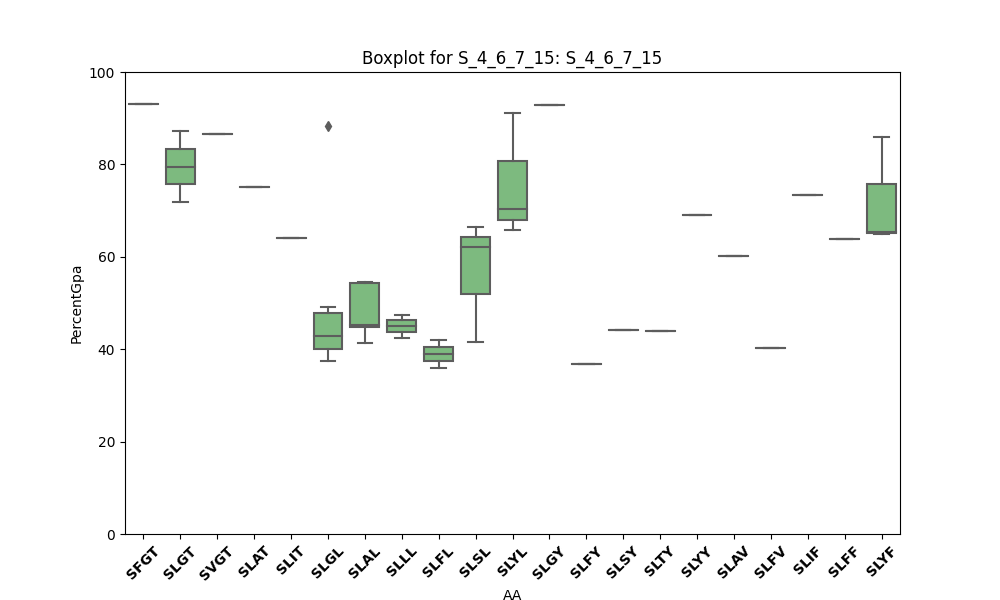 Boxplot for S_4_6_7_15: S_4_6_7_15
100
80
60
40
20
0
PercentGpa
SFGT SLGT SVGT SLAT SLIT SLGL SLAL SLLL SLFL SLSL SLYL SLGY SLFY SLSY SLTY SLYY SLAV SLFV SLIF SLFF SLYF
AA